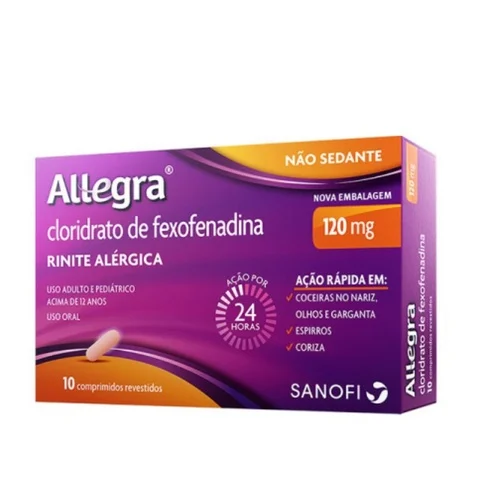 NÃO SEDANTE
Allegra®
cloridrato de fexofenadina
RINITE ALÉRGICA
NOVA EMBALAGEM
120 mg
USO ADULTO E PEDIÁTRICO
ACIMA DE 12 ANOS
USO ORAL
AÇÃO POR
24
HORAS
AÇÃO RÁPIDA EM:
✓ COCEIRAS NO NARIZ,
OLHOS E GARGANTA
✓ ESPIRROS
✓ CORIZA
10 comprimidos revestidos
SANOFI
120 mg
Allegra
cloridrato de fexofenadina
10 comprimidos revestidos